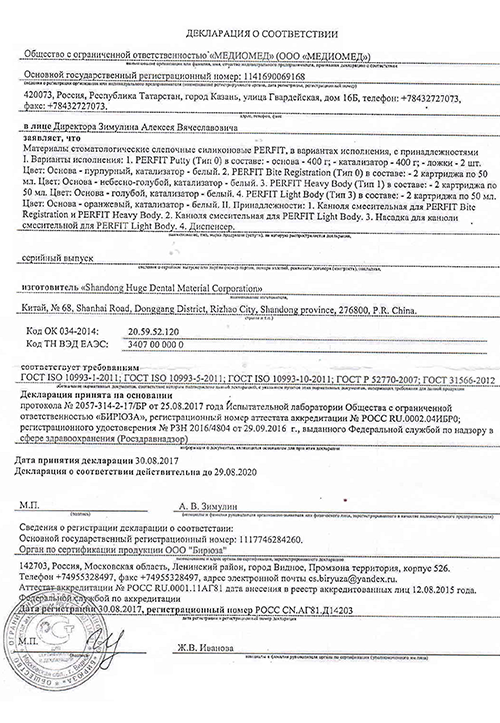 ДЕКЛАРАЦИЯ О СООТВЕТСТВИИ
Общество с ограниченной ответственностью «МЕДИОМЕД» (ООО «МЕДИОМЕД»)
Основной государственный регистрационный номер: 1141690069168
420073, Россия, Республика Татарстан, город Казань, улица Гвардейская, дом 16Б, телефон: +78432727073,
факс: +78432727073.
адрес, телефон, факс
в лице Директора Зимулина Алексея Вячеславовича
заявляет, что
Материалы стоматологические слепочные силиконовые PERFIT, в вариантах исполнения, с принадлежностями
I. Варианты исполнения: 1. PERFIT Putty (Тип 0) в составе: - основа - 400 г; - катализатор - 400 г; - ложки - 2 шт.
Цвет: Основа - пурпурный, катализатор - белый. 2. PERFIT Bite Registration (Тип 0) в составе: - 2 картриджа по
50 мл. Цвет: Основа - небесно-голубой, катализатор - белый. 3. PERFIT Heavy Body (Тип 1) в составе: - 2 картриджа по
50 мл. Цвет: Основа - голубой, катализатор - белый. 4. PERFIT Light Body (Тип 3) в составе: - 2 картриджа по 50 мл.
Цвет: Основа - оранжевый, катализатор - белый. II. Принадлежности: 1. Канюля смесительная для PERFIT Bite
Registration и PERFIT Heavy Body. 2. Канюля смесительная для PERFIT Light Body. 3. Насадка для канюли
смесительной для PERFIT Light Body. 4. Диспенсер.
серийный выпуск
изготовитель «Shandong Huge Dental Material Corporation»
Китай, № 68, Shanhai Road, Donggang District, Rizhao City, Shandong province, 276800, P.R. China.
Код ОК 034-2014: 20.59.52.120
Код ТН ВЭД ЕАЭС: 3407 00 000 0
соответствует требованиям
ГОСТ ISO 10993-1-2011; ГОСТ ISO 10993-5-2011; ГОСТ ISO 10993-10-2011; ГОСТ Р 52770-2007; ГОСТ 31566-2012
Декларация принята на основании
протокола № 2057-314-2-17/БР от 25.08.2017 года Испытательной лаборатории Общества с ограниченной
ответственностью «БИРЮЗА», регистрационный номер аттестата аккредитации № РОСС RU.0002.04ИБР0;
регистрационного удостоверения № РЗН 2016/4804 от 29.09.2016 г., выданного Федеральной службой по надзору в
сфере здравоохранения (Росздравнадзор)
Дата принятия декларации 30.08.2017
Декларация о соответствии действительна до 29.08.2020
М.П. А. В. Зимулин
Сведения о регистрации декларации о соответствии:
Основной государственный регистрационный номер: 1117746284260.
Орган по сертификации продукции ООО "Бирюза"
142703, Россия, Московская область, Ленинский район, город Видное, Промзона территория, корпус 526.
Телефон +74955328497, факс +74955328497, адрес электронной почты cs.biryuza@yandex.ru.
Аттестат аккредитации № РОСС RU.0001.11АГ81 дата внесения в реестр аккредитованных лиц 12.08.2015 года.
Федеральной службой по аккредитации
Дата регистрации 30.08.2017, регистрационный номер РОСС CN.АГ81.Д14203
М.П. Ж.В. Иванова